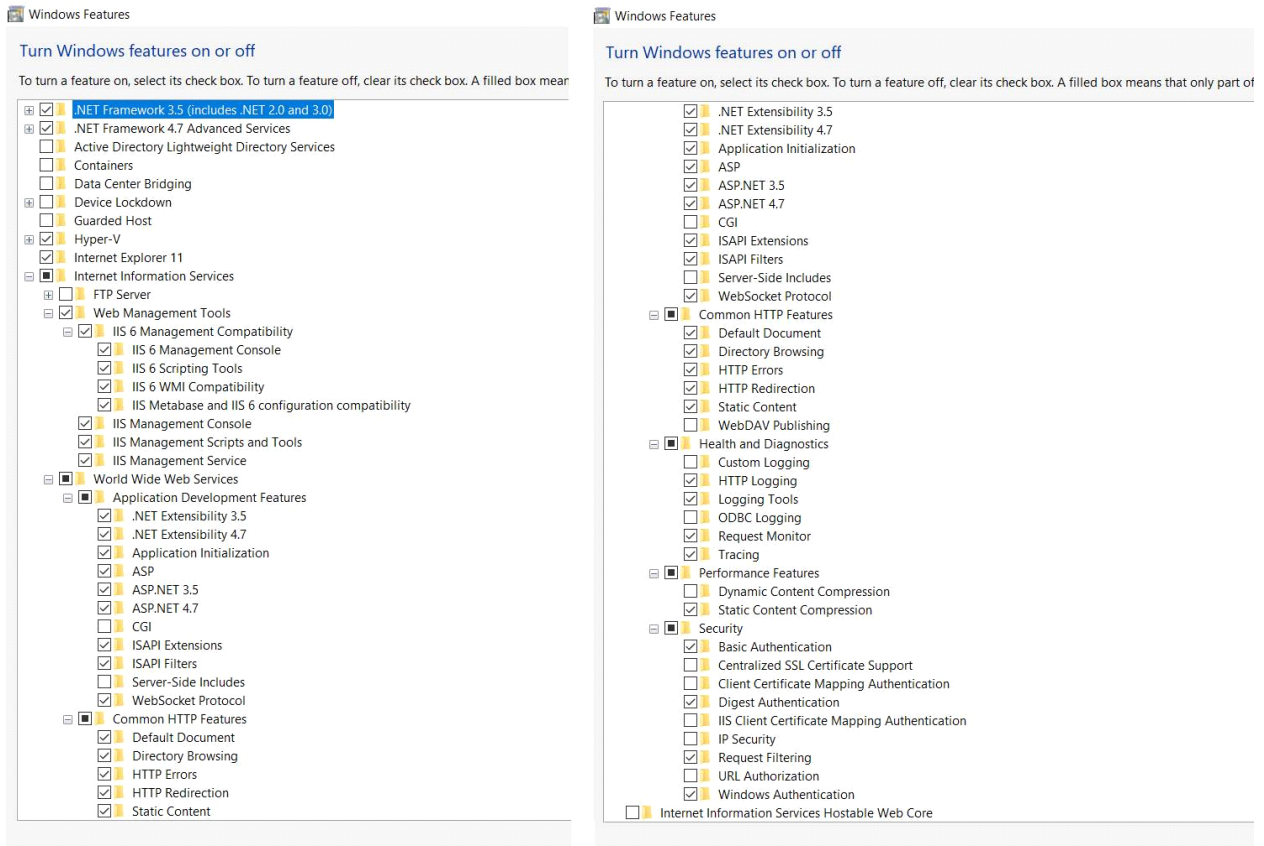 Windows Features
Turn Windows features on or off
To turn a feature on, select its check box. To turn a feature off, clear its check box. A filled box mean
.NET Framework 3.5 (includes .NET 2.0 and 3.0)
.NET Framework 4.7 Advanced Services
Active Directory Lightweight Directory Services
Containers
Data Center Bridging
Device Lockdown
Guarded Host
Hyper-V
Internet Explorer 11
Internet Information Services
FTP Server
Web Management Tools
IIS 6 Management Compatibility
IIS 6 Management Console
IIS 6 Scripting Tools
IIS 6 WMI Compatibility
IIS Metabase and IIS 6 configuration compatibility
IIS Management Console
IIS Management Scripts and Tools
IIS Management Service
World Wide Web Services
Application Development Features
.NET Extensibility 3.5
.NET Extensibility 4.7
Application Initialization
ASP
ASP.NET 3.5
ASP.NET 4.7
CGI
ISAPI Extensions
ISAPI Filters
Server-Side Includes
WebSocket Protocol
Common HTTP Features
Default Document
Directory Browsing
HTTP Errors
HTTP Redirection
Static Content
Windows Features
Turn Windows features on or off
To turn a feature on, select its check box. To turn a feature off, clear its check box. A filled box means that only part of
.NET Extensibility 3.5
.NET Extensibility 4.7
Application Initialization
ASP
ASP.NET 3.5
ASP.NET 4.7
CGI
ISAPI Extensions
ISAPI Filters
Server-Side Includes
WebSocket Protocol
Common HTTP Features
Default Document
Directory Browsing
HTTP Errors
HTTP Redirection
Static Content
WebDAV Publishing
Health and Diagnostics
Custom Logging
HTTP Logging
Logging Tools
ODBC Logging
Request Monitor
Tracing
Performance Features
Dynamic Content Compression
Static Content Compression
Security
Basic Authentication
Centralized SSL Certificate Support
Client Certificate Mapping Authentication
Digest Authentication
IIS Client Certificate Mapping Authentication
IP Security
Request Filtering
URL Authorization
Windows Authentication
Internet Information Services Hostable Web Core